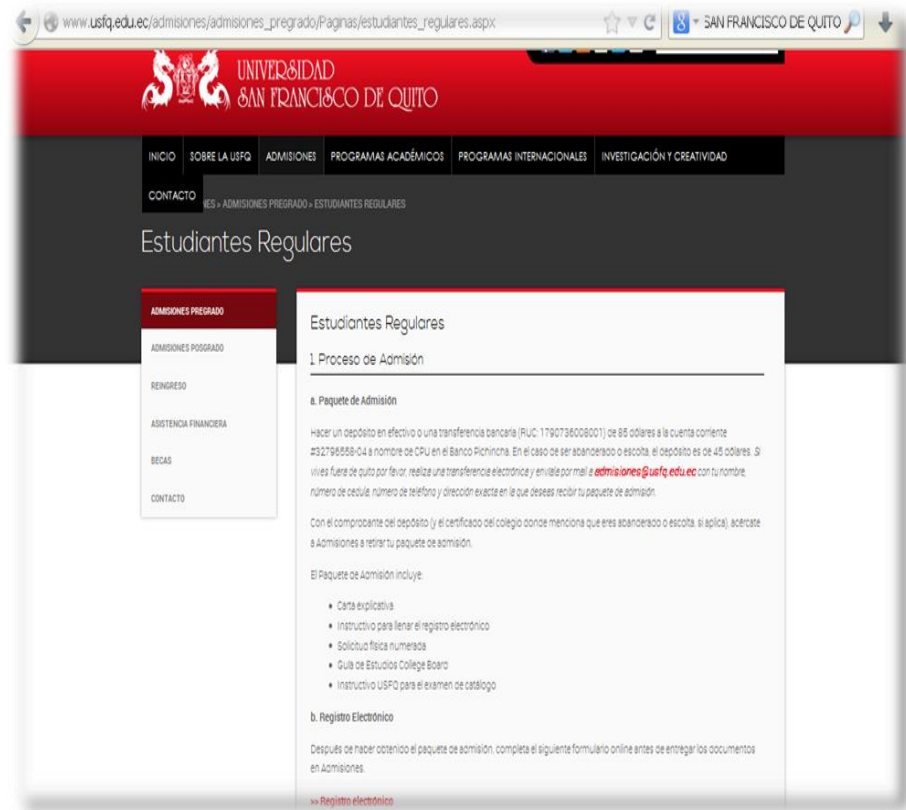 www.usfq.edu.ec/admisiones/admisiones_pregrado/Paginas/estudiantes_regulares.aspx
SAN FRANCISCO DE QUITO
UNIVERSIDAD
SAN FRANCISCO DE QUITO
INICIO SOBRE LA USFQ ADMISIONES PROGRAMAS ACADÉMICOS PROGRAMAS INTERNACIONALES INVESTIGACIÓN Y CREATIVIDAD
CONTACTO
» ADMISIONES PREGRADO » ESTUDIANTES REGULARES
Estudiantes Regulares
ADMISIONES PREGRADO
ADMISIONES POSGRADO
REINGRESO
ASISTENCIA FINANCIERA
BECAS
CONTACTO
Estudiantes Regulares
1. Proceso de Admisión
a. Paquete de Admisión
Hacer un depósito en efectivo o una transferencia bancaria (RUC: 1790736008001) de 85 dólares a la cuenta corriente
#32796558-04 a nombre de CPU en el Banco Pichincha. En el caso de ser abanderado o escolta, el depósito es de 45 dólares. Si
vives fuera de quito por favor, realiza una transferencia electrónica y envíala por mail a admisiones@usfq.edu.ec con tu nombre,
número de cedula, número de teléfono y dirección exacta en la que deseas recibir tu paquete de admisión.
Con el comprobante del depósito (y el certificado del colegio donde menciona que eres abanderado o escolta, si aplica), acércate
a Admisiones a retirar tu paquete de admisión.
El Paquete de Admisión incluye:
• Carta explicativa
• Instructivo para llenar el registro electrónico
• Solicitud física numerada
• Guía de Estudios College Board
• Instructivo USFQ para el examen de catálogo
b. Registro Electrónico
Después de haber obtenido el paquete de admisión, completa el siguiente formulario online antes de entregar los documentos
en Admisiones.
>> Registro electrónico